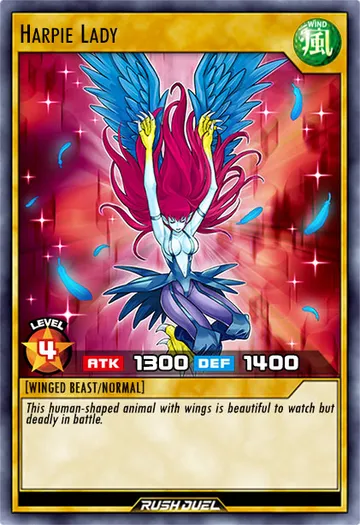 Harpie Lady
WIND
風
LEVEL
4
ATK 1300 DEF 1400
[WINGED BEAST/NORMAL]
This human-shaped animal with wings is beautiful to watch but
deadly in battle.
RUSH DUEL